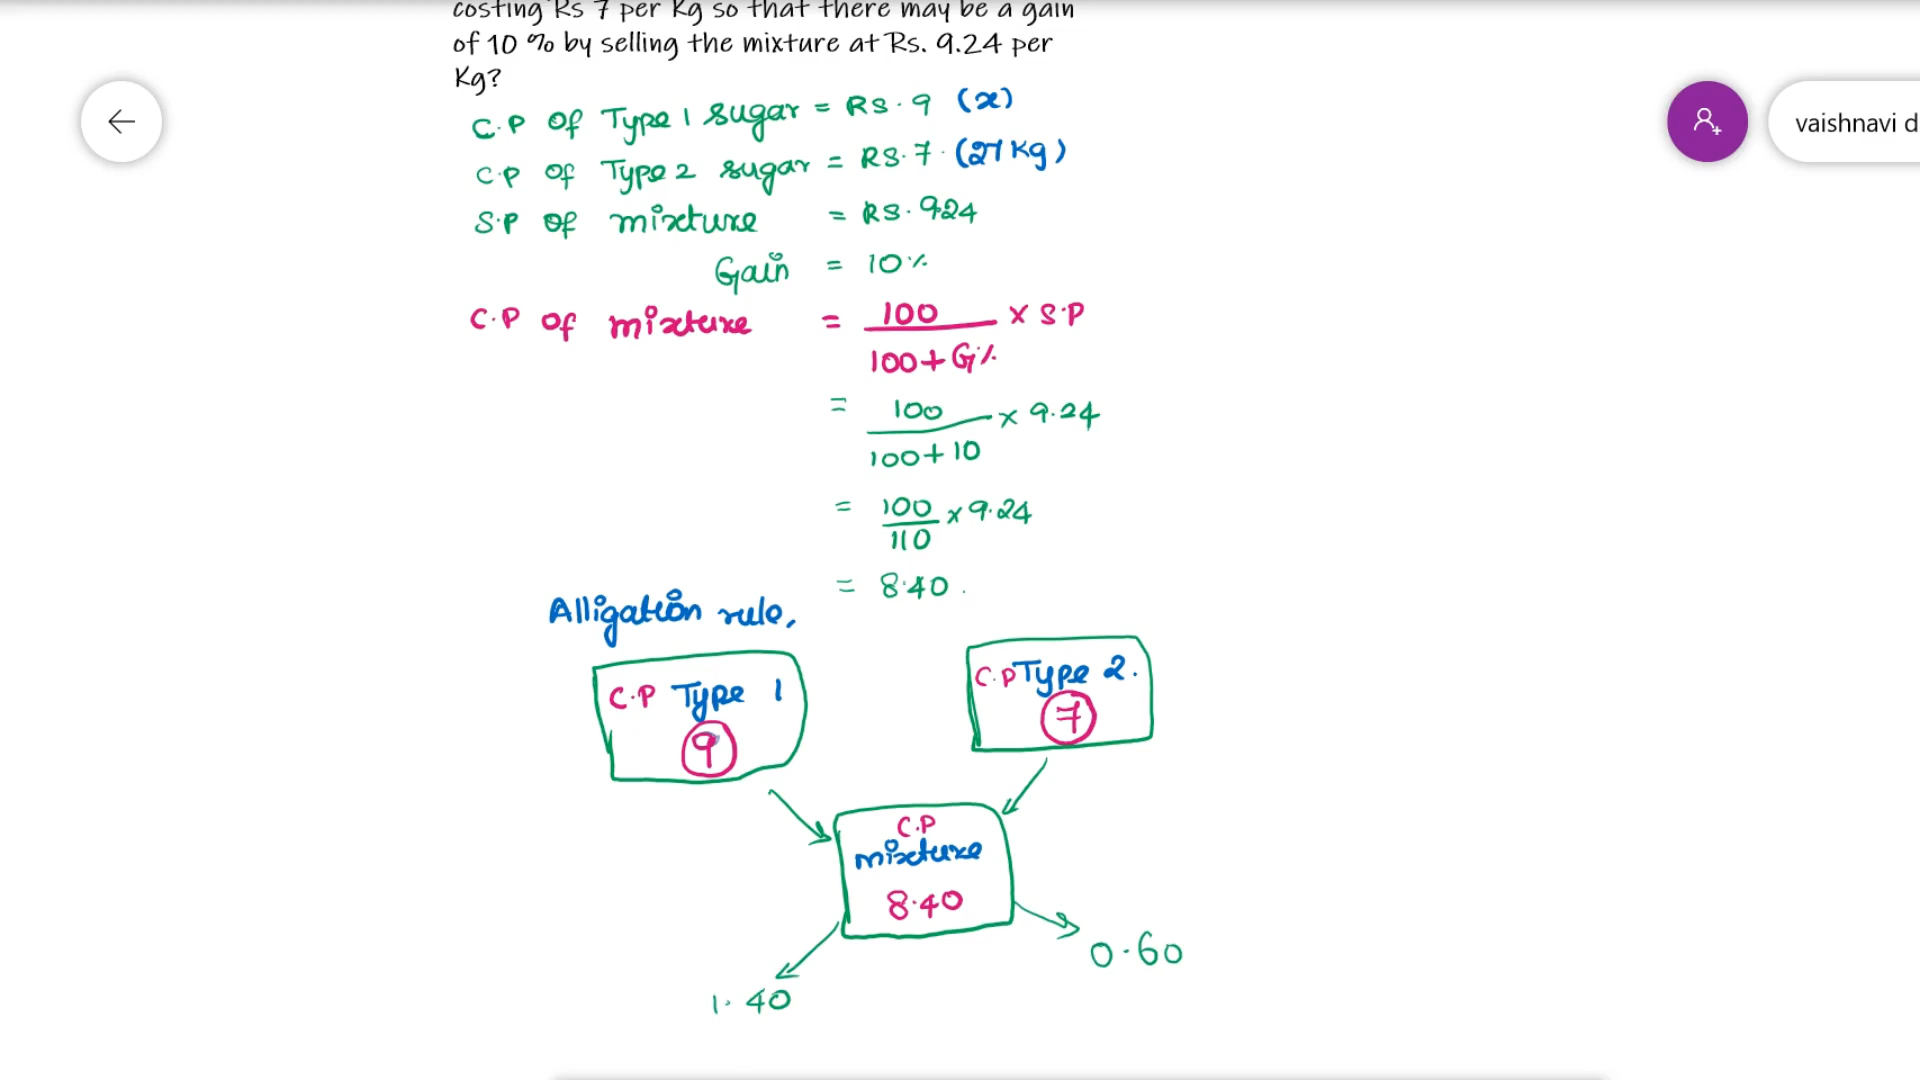 costing Rs 7 per Kg so that there may be a gain
of 10 % by selling the mixture at Rs. 9.24 per
Kg?
vaishnavi d
C.P of Type 1 sugar = RS. 9 (x)
C.P of Type 2 sugar = RS. 7. (27 Kg)
S.P of mixture = RS. 9.24
Gain = 10%
C.P of mixture = 100 / 100 + G% × S.P
= 100 / 100 + 10 × 9.24
= 100 / 110 × 9.24
= 8.40.
Alligation rule,
C.P Type 1
9
C.P Type 2.
7
C.P
mixture
8.40
0.60
1.40